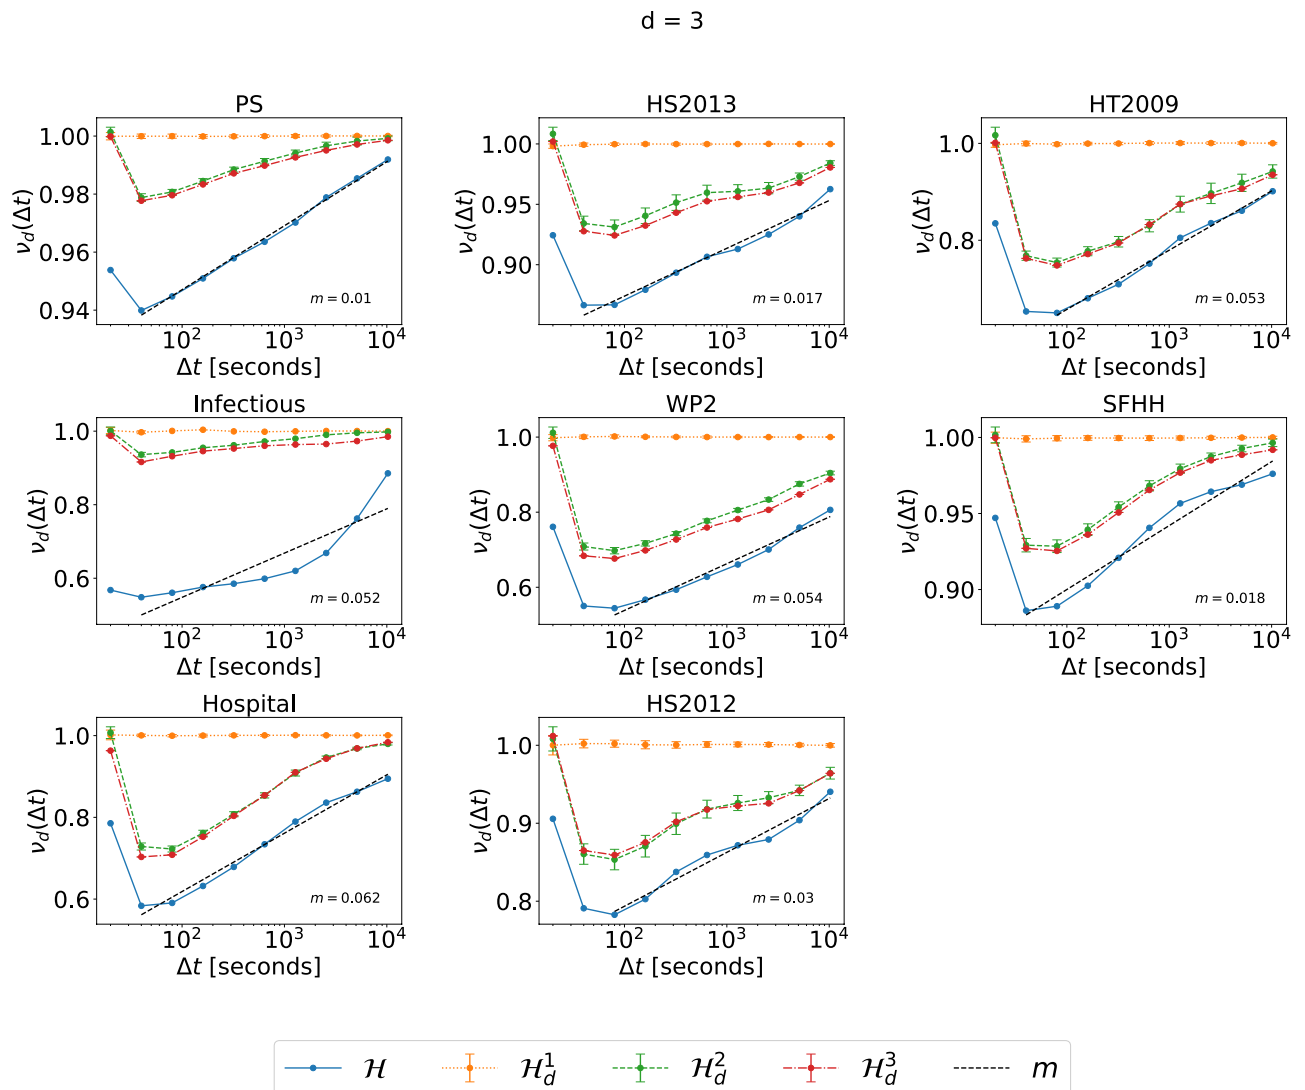 d = 3
PS
HS2013
HT2009
ν_d(Δt)
1.00
0.98
0.96
0.94
m = 0.01
10^2
10^3
10^4
Δt [seconds]
ν_d(Δt)
1.00
0.95
0.90
m = 0.017
10^2
10^3
10^4
Δt [seconds]
ν_d(Δt)
1.0
0.8
m = 0.053
10^2
10^3
10^4
Δt [seconds]
Infectious
WP2
SFHH
ν_d(Δt)
1.0
0.8
0.6
m = 0.052
10^2
10^3
10^4
Δt [seconds]
ν_d(Δt)
1.0
0.8
0.6
m = 0.054
10^2
10^3
10^4
Δt [seconds]
ν_d(Δt)
1.00
0.95
0.90
m = 0.018
10^2
10^3
10^4
Δt [seconds]
Hospital
HS2012
ν_d(Δt)
1.0
0.8
0.6
m = 0.062
10^2
10^3
10^4
Δt [seconds]
ν_d(Δt)
1.0
0.9
0.8
m = 0.03
10^2
10^3
10^4
Δt [seconds]
ℋ ℋ_d^1 ℋ_d^2 ℋ_d^3 m